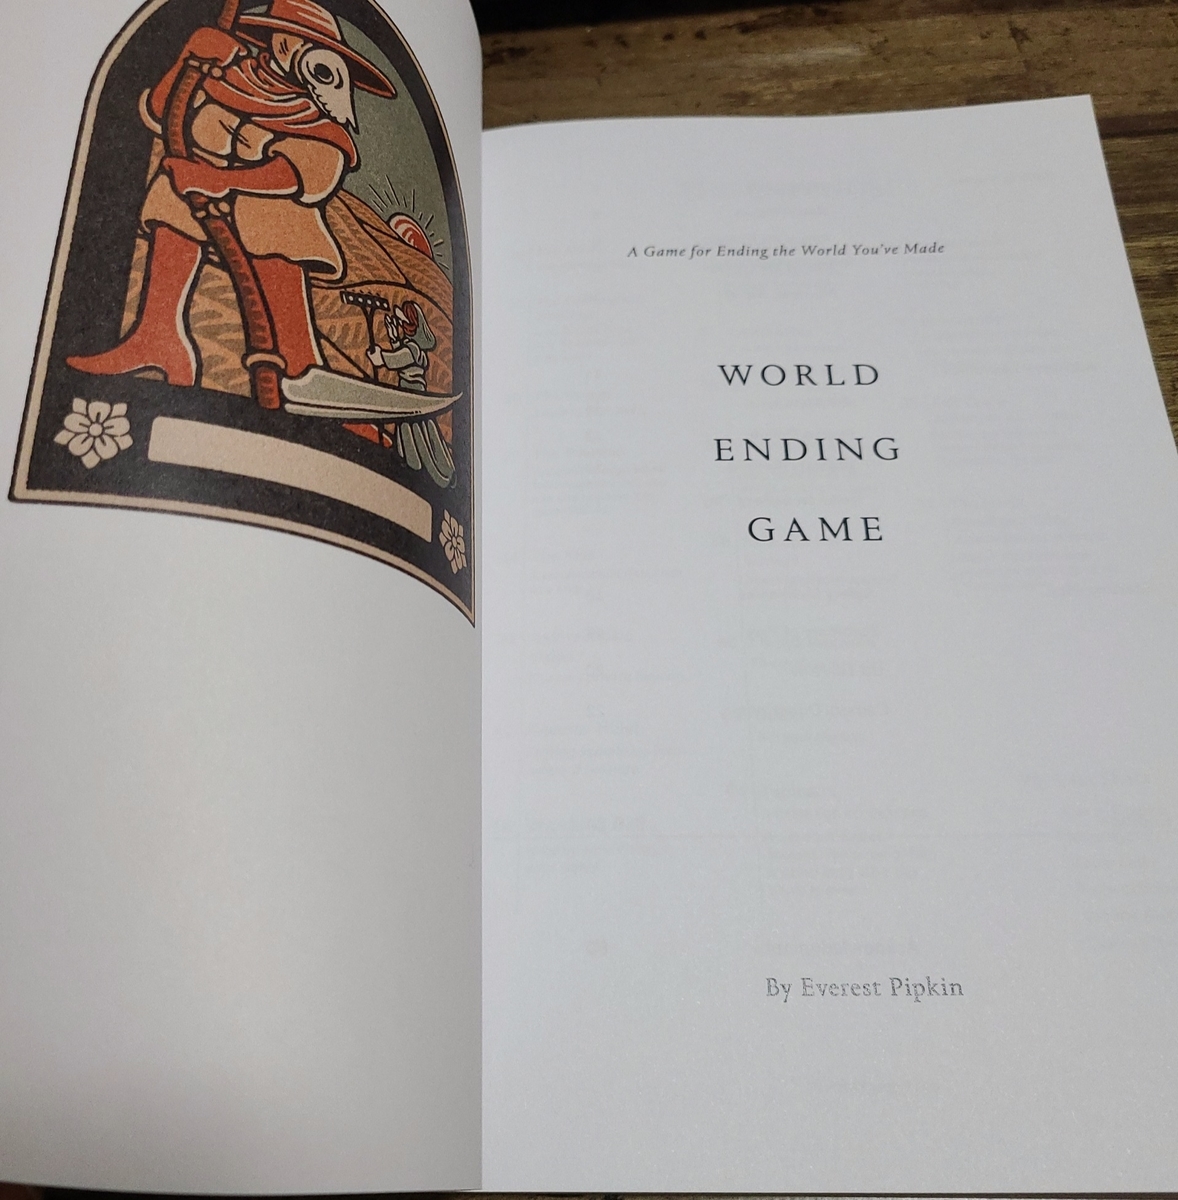 A Game for Ending the World You've Made
WORLD
ENDING
GAME
By Everest Pipkin